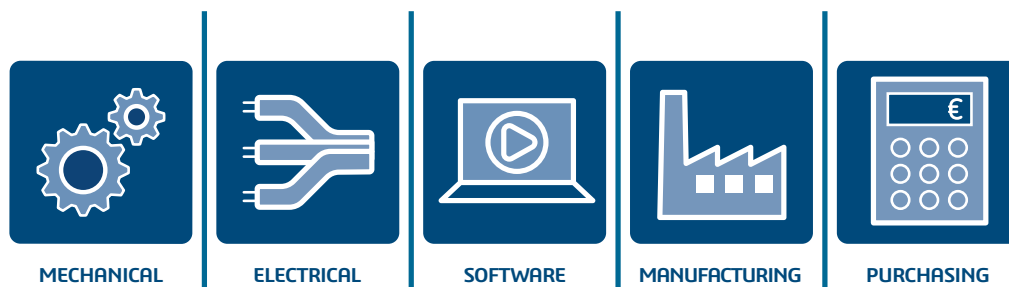 €
MECHANICAL
ELECTRICAL
SOFTWARE
MANUFACTURING
PURCHASING